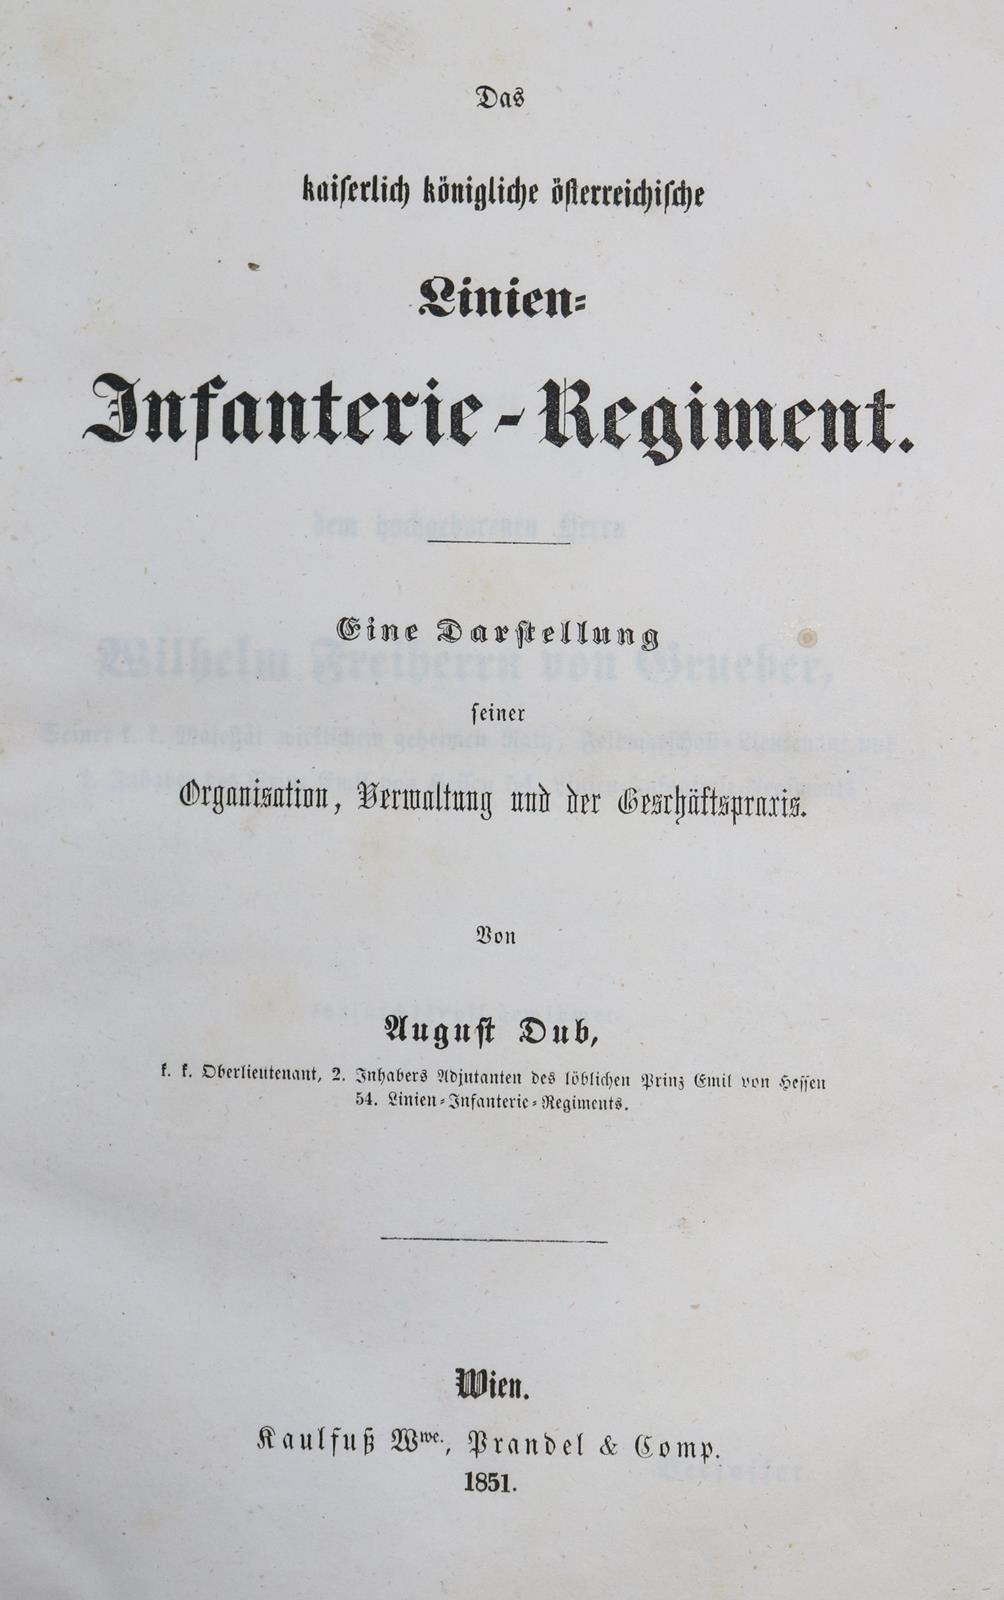 Das
kaiserlich königliche österreichische
Linien-
Infanterie-Regiment.
Eine Darstellung
seiner
Organisation, Verwaltung und der Geschäftspraxis.
Von
August Dub,
k. k. Oberlieutenant, 2. Inhabers Adjutanten des löblichen Prinz Emil von Hessen
54. Linien-Infanterie-Regiments.
Wien.
Kaulfuß Wwe., Prandel & Comp.
1851.